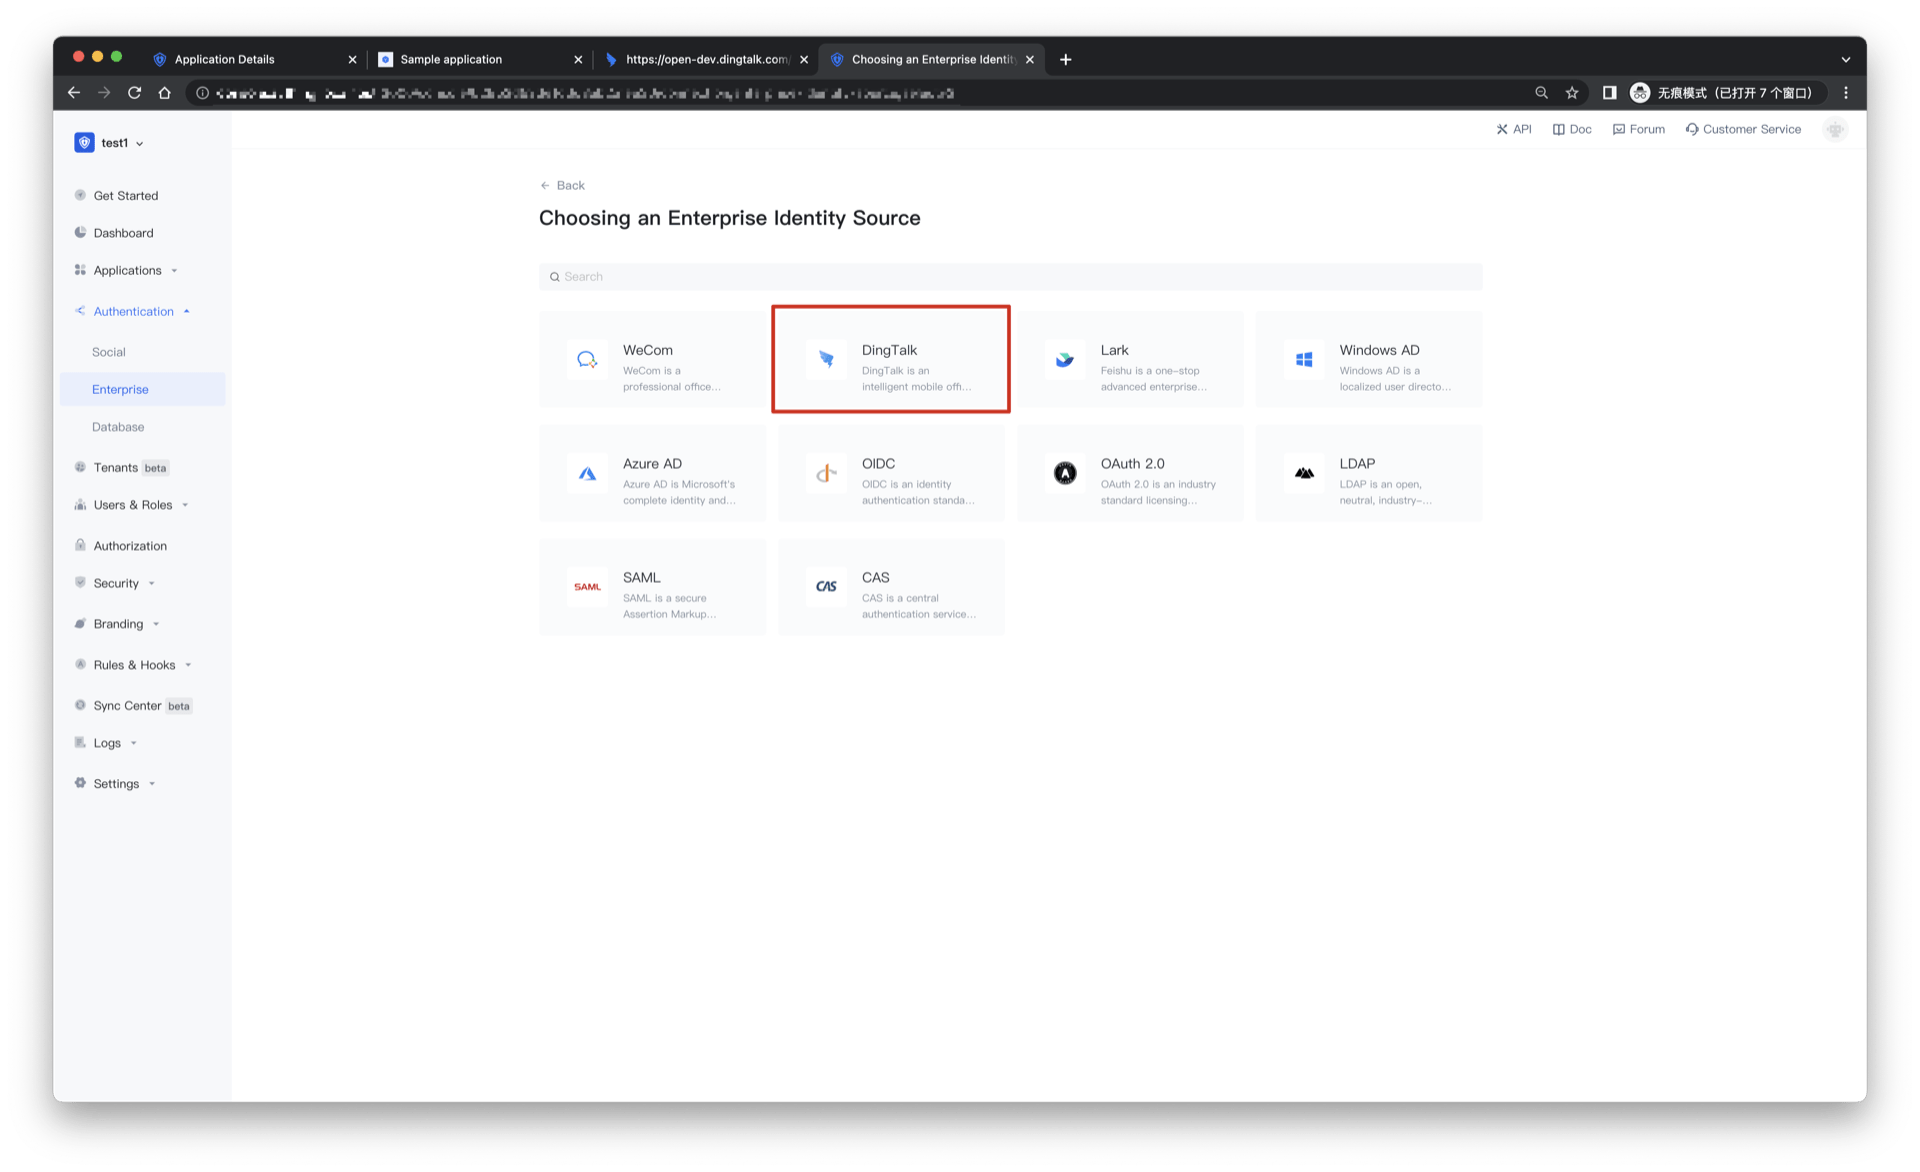 Application Details
Sample application
https://open-dev.dingtalk.com/
Choosing an Enterprise Identit
无痕模式（已打开 7 个窗口）
test1
API
Doc
Forum
Customer Service
Get Started
Dashboard
Applications
Authentication
Social
Enterprise
Database
Tenants beta
Users & Roles
Authorization
Security
Branding
Rules & Hooks
Sync Center beta
Logs
Settings
Back
Choosing an Enterprise Identity Source
Search
WeCom
WeCom is a
professional office...
DingTalk
DingTalk is an
intelligent mobile offi...
Lark
Feishu is a one-stop
advanced enterprise...
Windows AD
Windows AD is a
localized user directo...
Azure AD
Azure AD is Microsoft's
complete identity and...
OIDC
OIDC is an identity
authentication standa...
OAuth 2.0
OAuth 2.0 is an industry
standard licensing...
LDAP
LDAP is an open,
neutral, industry-...
SAML
SAML
SAML is a secure
Assertion Markup...
CAS
CAS
CAS is a central
authentication service...